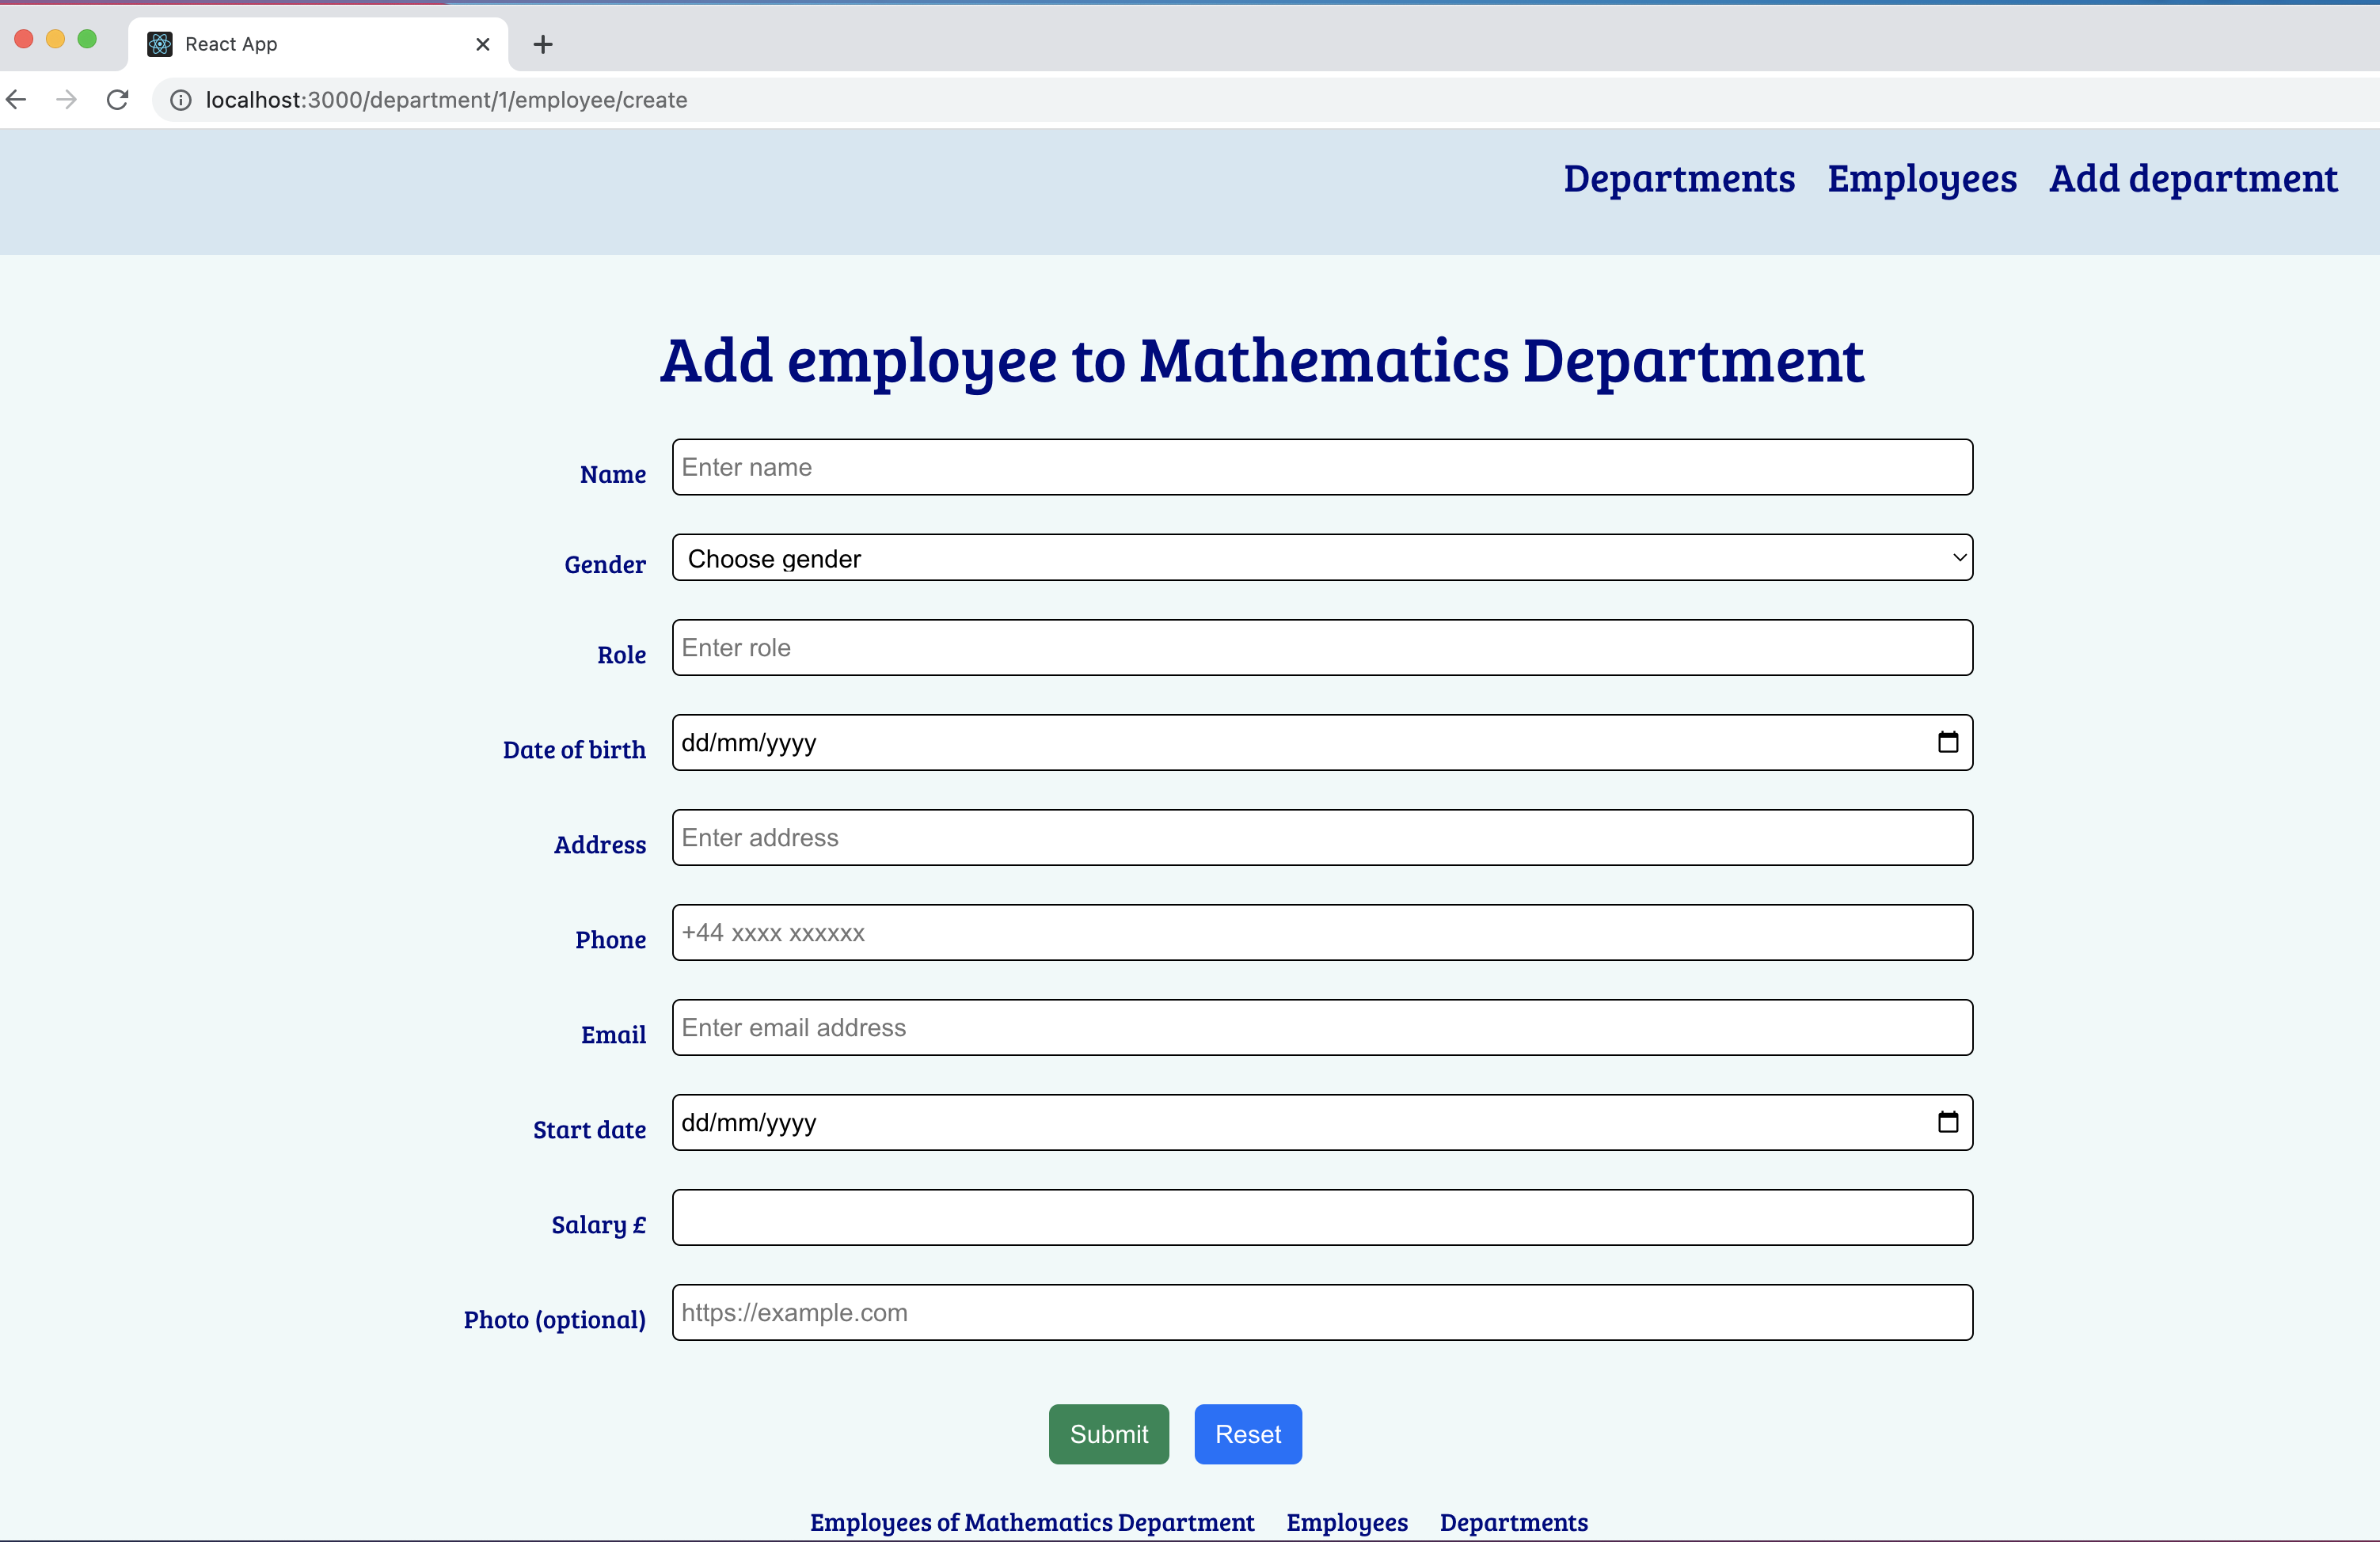 React App
localhost:3000/department/1/employee/create
Departments Employees Add department
Add employee to Mathematics Department
Name Enter name
Gender Choose gender
Role Enter role
Date of birth dd/mm/yyyy
Address Enter address
Phone +44 xxxx xxxxxx
Email Enter email address
Start date dd/mm/yyyy
Salary £
Photo (optional) https://example.com
Submit Reset
Employees of Mathematics Department Employees Departments